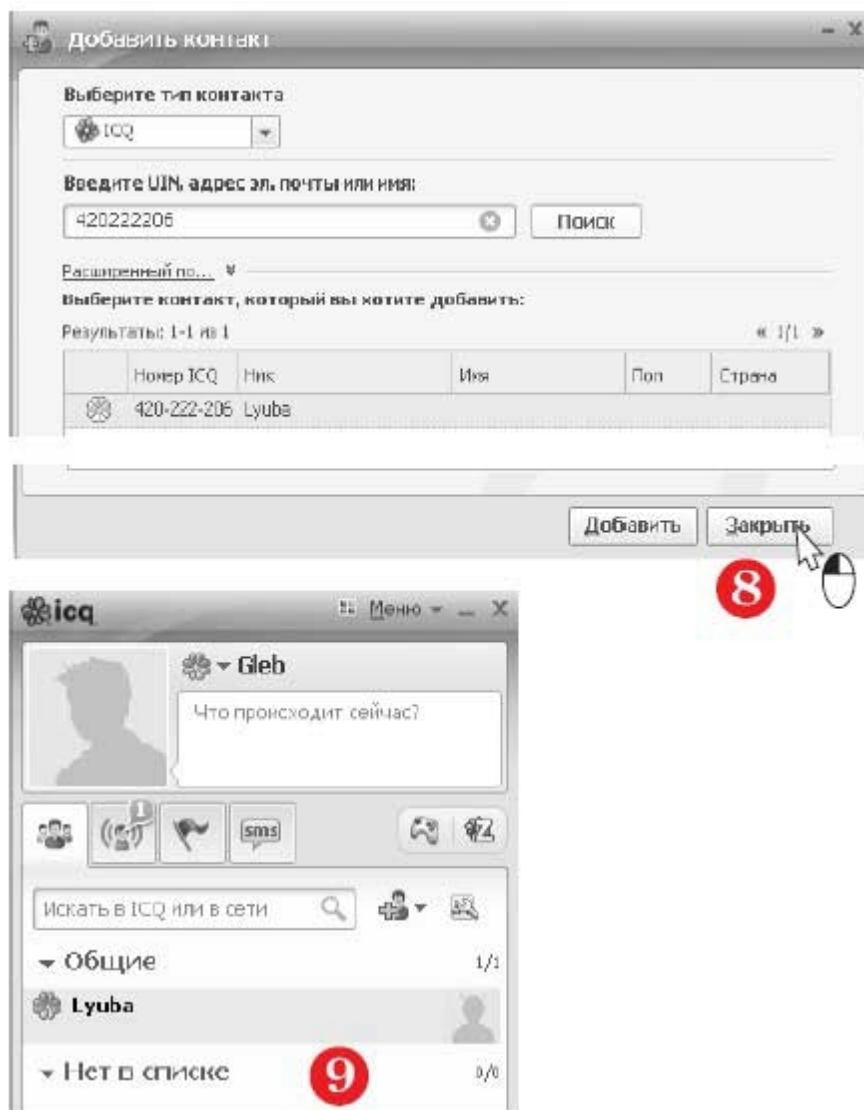 Добавить контакт
Выберите тип контакта
ICQ
Введите UIN, адрес эл. почты или имя:
420222206
Поиск
Расширенный по...
Выберите контакт, который вы хотите добавить:
Результаты: 1-1 из 1 « 1/1 »
Номер ICQ Ник Имя Пол Страна
420-222-206 Lyuba
Добавить Закрыть
8
icq Меню
Gleb
Что происходит сейчас?
1
sms
Искать в ICQ или в сети
Общие 1/1
Lyuba
Нет в списке 0/0
9